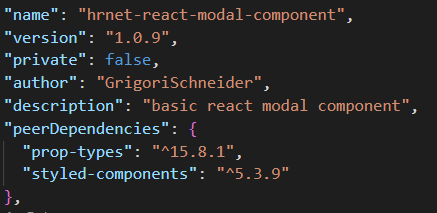 "name": "hrnet-react-modal-component",
"version": "1.0.9",
"private": false,
"author": "GrigoriSchneider",
"description": "basic react modal component",
"peerDependencies": {
"prop-types": "^15.8.1",
"styled-components": "^5.3.9"
},